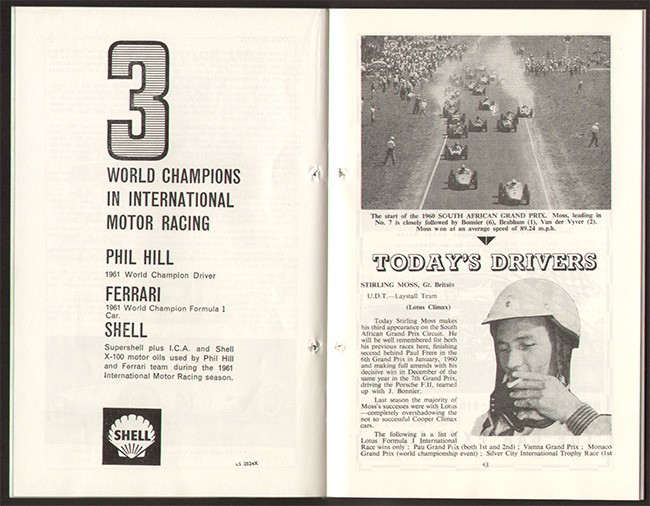 3
WORLD CHAMPIONS
IN INTERNATIONAL
MOTOR RACING
PHIL HILL
1961 World Champion Driver
FERRARI
1961 World Champion Formula I
Car.
SHELL
Supershell plus I.C.A. and Shell
X-100 motor oils used by Phil Hill
and Ferrari team during the 1961
International Motor Racing season.
SHELL
The start of the 1960 SOUTH AFRICAN GRAND PRIX. Moss, leading in
No. 7 is closely followed by Bonnier (6), Brabham (1), Van der Vyver (2).
Moss won at an average speed of 89.24 m.p.h.
TODAY'S DRIVERS
STIRLING MOSS, Gt. Britain
U.D.T.—Laystall Team
(Lotus Climax)
Today Stirling Moss makes
his third appearance on the South
African Grand Prix Circuit. He
will be well remembered for both
his previous races here, finishing
second behind Paul Frere in the
6th Grand Prix in January, 1960
and making full amends with his
decisive win in December of the
same year in the 7th Grand Prix,
driving the Porsche F.II, teamed
up with J. Bonnier.
Last season the majority of
Moss's successes were with Lotus
—completely overshadowing the
not so successful Cooper Climax
cars.
The following is a list of
Lotus Formula I International
Race wins only ; Pau Grand Prix (both 1st and 2nd) ; Vienna Grand Prix ; Monaco
Grand Prix (world championship event) ; Silver City International Trophy Race (1st